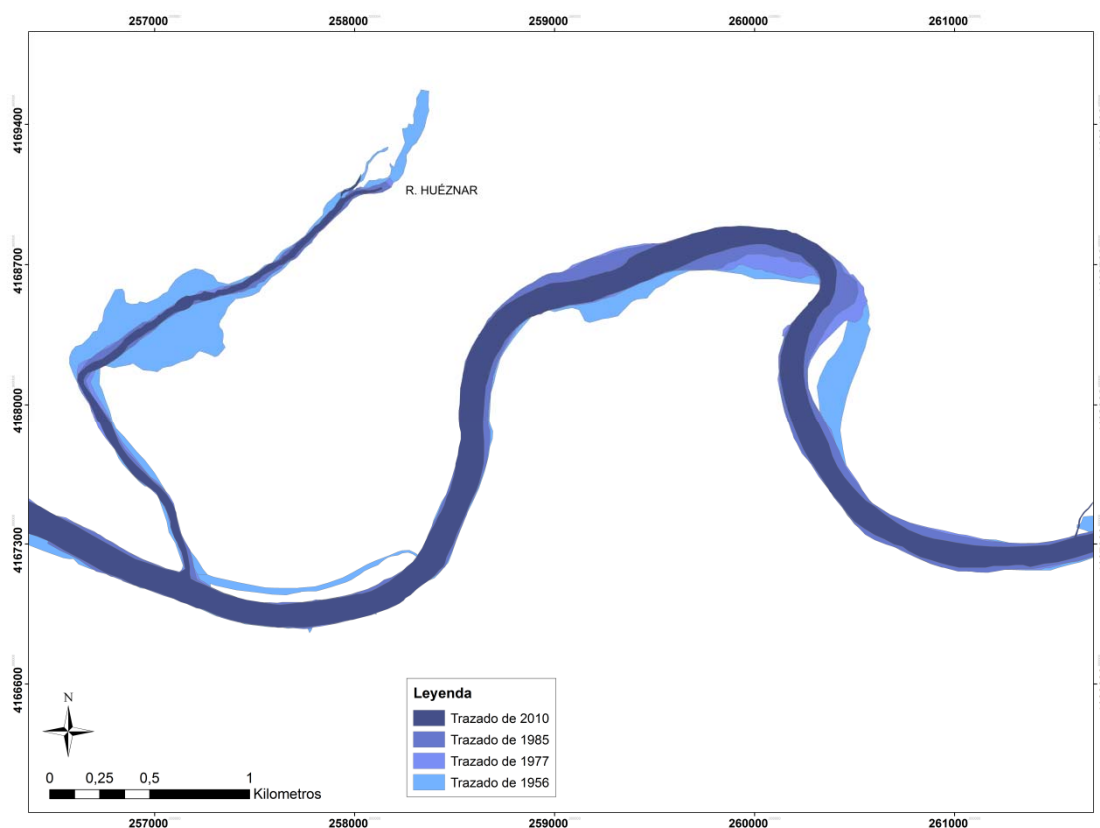 257000 258000 259000 260000 261000
4169400
R. HUÉZNAR
4168700
4168000
4167300
4166600
N
0 0,25 0,5 1
Kilometros
Leyenda
Trazado de 2010
Trazado de 1985
Trazado de 1977
Trazado de 1956
257000 258000 259000 260000 261000